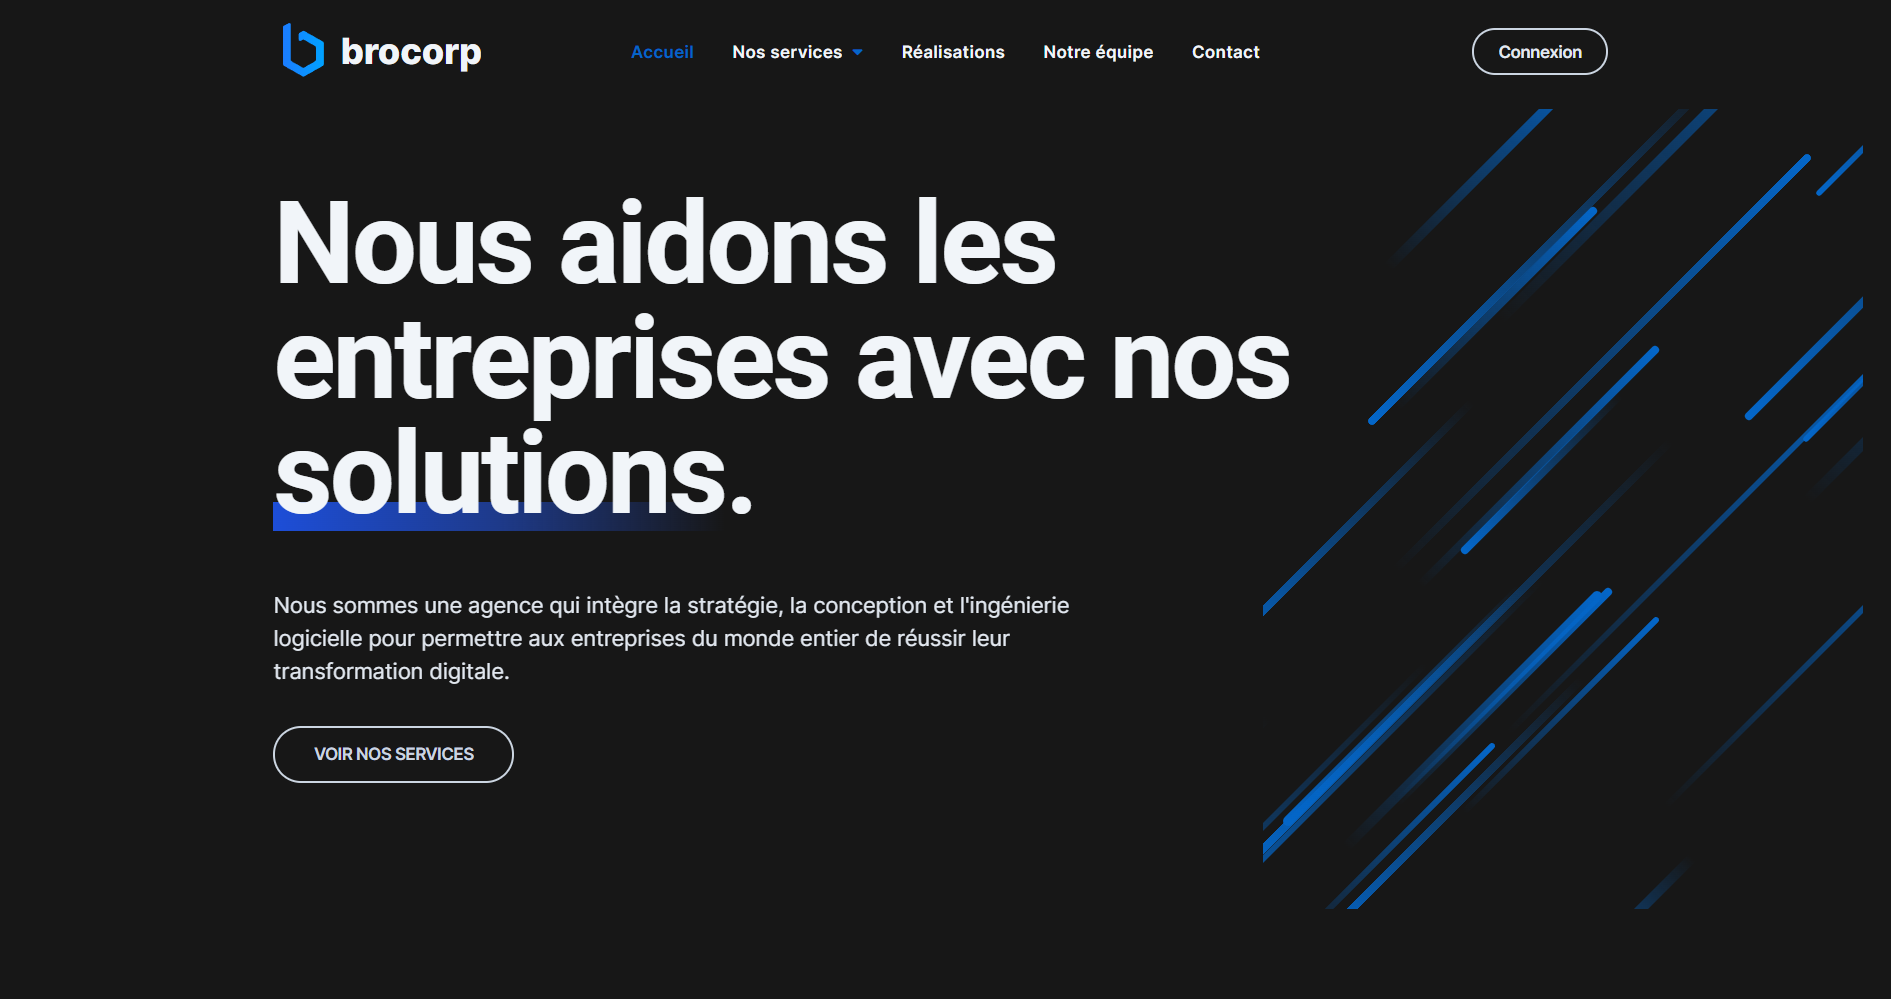 brocorp
Accueil
Nos services
Réalisations
Notre équipe
Contact
Connexion
Nous aidons les
entreprises avec nos
solutions.
Nous sommes une agence qui intègre la stratégie, la conception et l'ingénierie
logicielle pour permettre aux entreprises du monde entier de réussir leur
transformation digitale.
VOIR NOS SERVICES